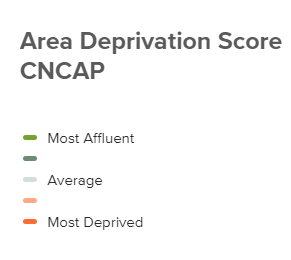 Area Deprivation Score
CNCAP
Most Affluent
Average
Most Deprived